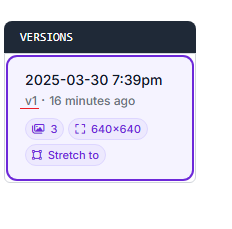 VERSIONS
2025-03-30 7:39pm
v1 · 16 minutes ago
3 640×640
Stretch to